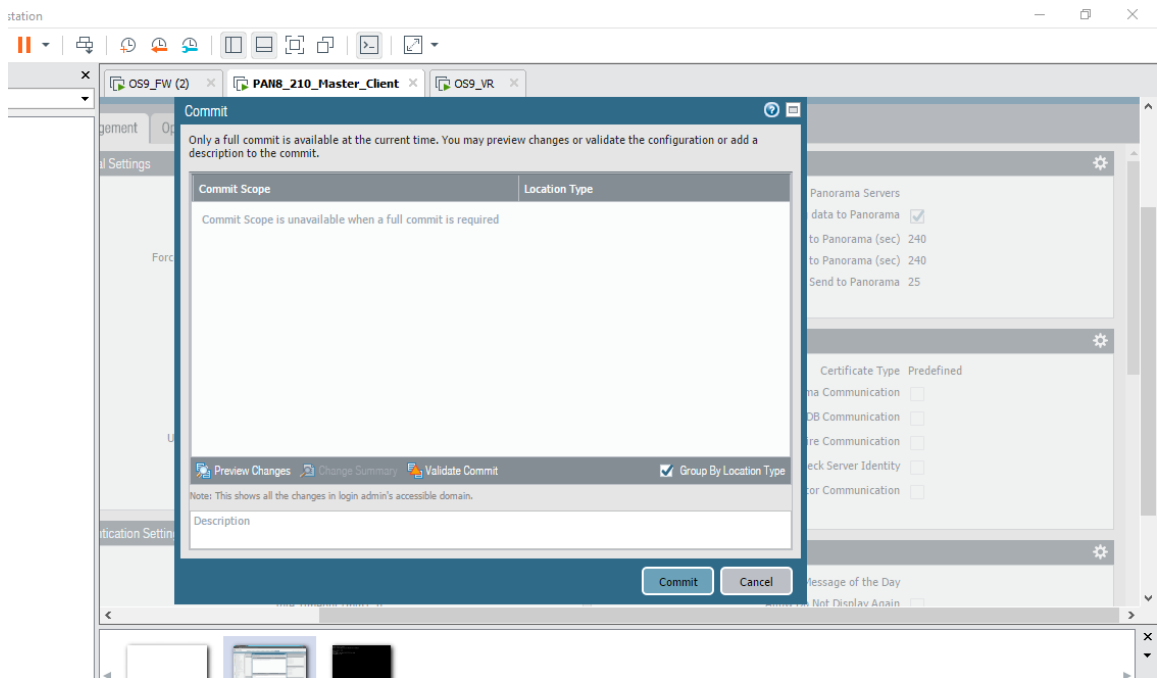 station
OS9_FW (2)
PAN8_210_Master_Client
OS9_VR
Commit
Only a full commit is available at the current time. You may preview changes or validate the configuration or add a
description to the commit.
Commit Scope
Location Type
Commit Scope is unavailable when a full commit is required
Preview Changes
Change Summary
Validate Commit
Group By Location Type
Note: This shows all the changes in login admin's accessible domain.
Description
Commit
Cancel
gement
Op
al Settings
Forc
U
ntication Settin
Panorama Servers
data to Panorama
to Panorama (sec) 240
to Panorama (sec) 240
Send to Panorama 25
Certificate Type Predefined
ma Communication
DB Communication
ire Communication
eck Server Identity
tor Communication
Message of the Day
Not Display Again